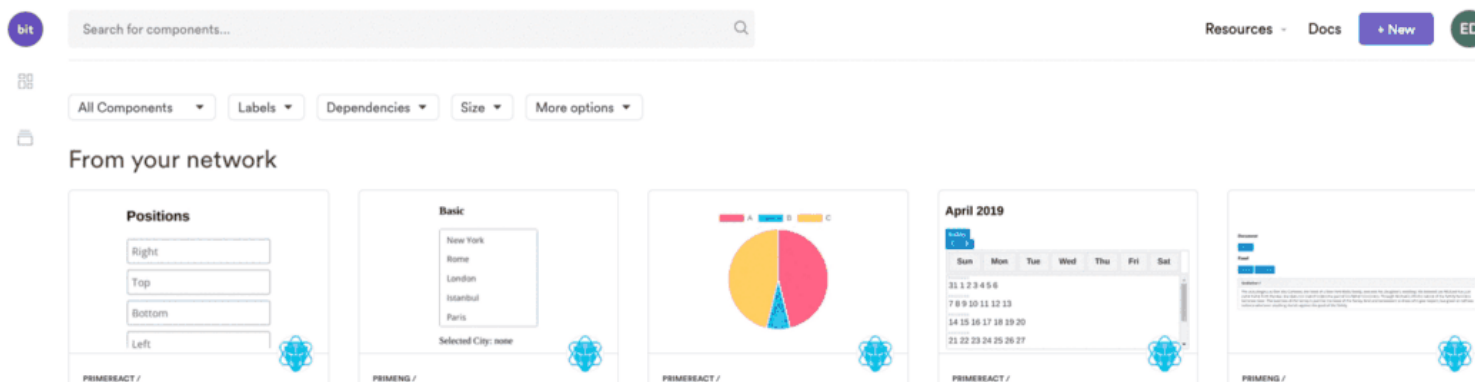 bit
Search for components...
Resources
Docs
+ New
ED
All Components
Labels
Dependencies
Size
More options
From your network
Positions
Right
Top
Bottom
Left
PRIMEREACT /
Basic
New York
Rome
London
Istanbul
Paris
Selected City: none
PRIMENG /
A B C
PRIMEREACT /
April 2019
Sun Mon Tue Wed Thu Fri Sat
31 1 2 3 4 5 6
7 8 9 10 11 12 13
14 15 16 17 18 19 20
21 22 23 24 25 26 27
PRIMEREACT /
Document
Panel
PRIMENG /